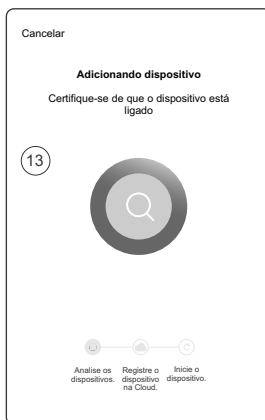 Cancelar
Adicionando dispositivo
Certifique-se de que o dispositivo está
ligado
13
Analise os
dispositivos.
Registre o
dispositivo
na Cloud.
Inicie o
dispositivo.